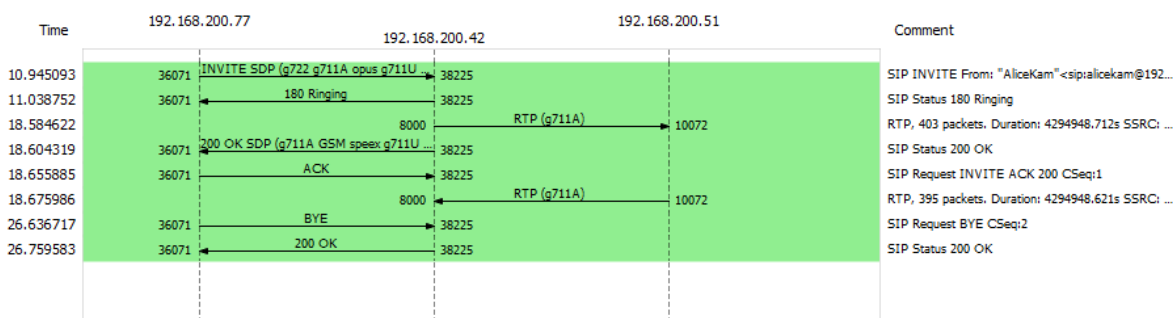 Time 192.168.200.77 192.168.200.42 192.168.200.51 Comment
10.945093 36071 INVITE SDP (g722 g711A opus g711U ... 38225 SIP INVITE From: "AliceKam"<sip:alicekam@192...
11.038752 36071 180 Ringing 38225 SIP Status 180 Ringing
18.584622 8000 RTP (g711A) 10072 RTP, 403 packets. Duration: 4294948.712s SSRC: ...
18.604319 36071 200 OK SDP (g711A GSM speex g711U ... 38225 SIP Status 200 OK
18.655885 36071 ACK 38225 SIP Request INVITE ACK 200 CSeq:1
18.675986 8000 RTP (g711A) 10072 RTP, 395 packets. Duration: 4294948.621s SSRC: ...
26.636717 36071 BYE 38225 SIP Request BYE CSeq:2
26.759583 36071 200 OK 38225 SIP Status 200 OK